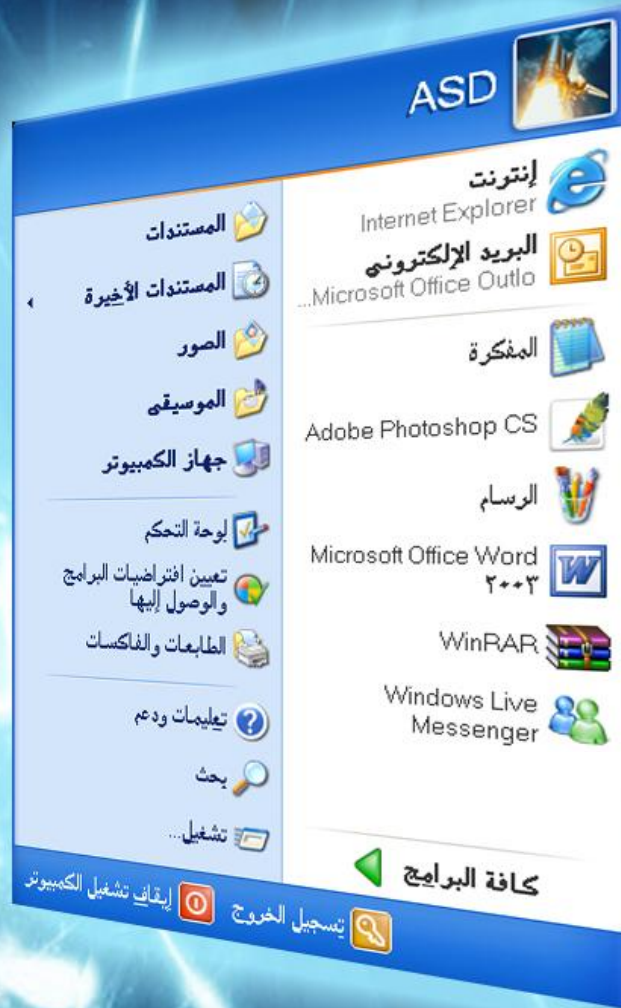 ASD
إنترنت
Internet Explorer
البريد الإلكتروني
Microsoft Office Outlo...
المفكرة
Adobe Photoshop CS
الرسام
Microsoft Office Word
٢٠٠٣
WinRAR
Windows Live
Messenger
كافة البرامج
المستندات
المستندات الأخيرة
الصور
الموسيقى
جهاز الكمبيوتر
لوحة التحكم
تعيين افتراضيات البرامج
والوصول إليها
الطابعات والفاكسات
تعليمات ودعم
بحث
تشغيل...
تسجيل الخروج
إيقاف تشغيل الكمبيوتر